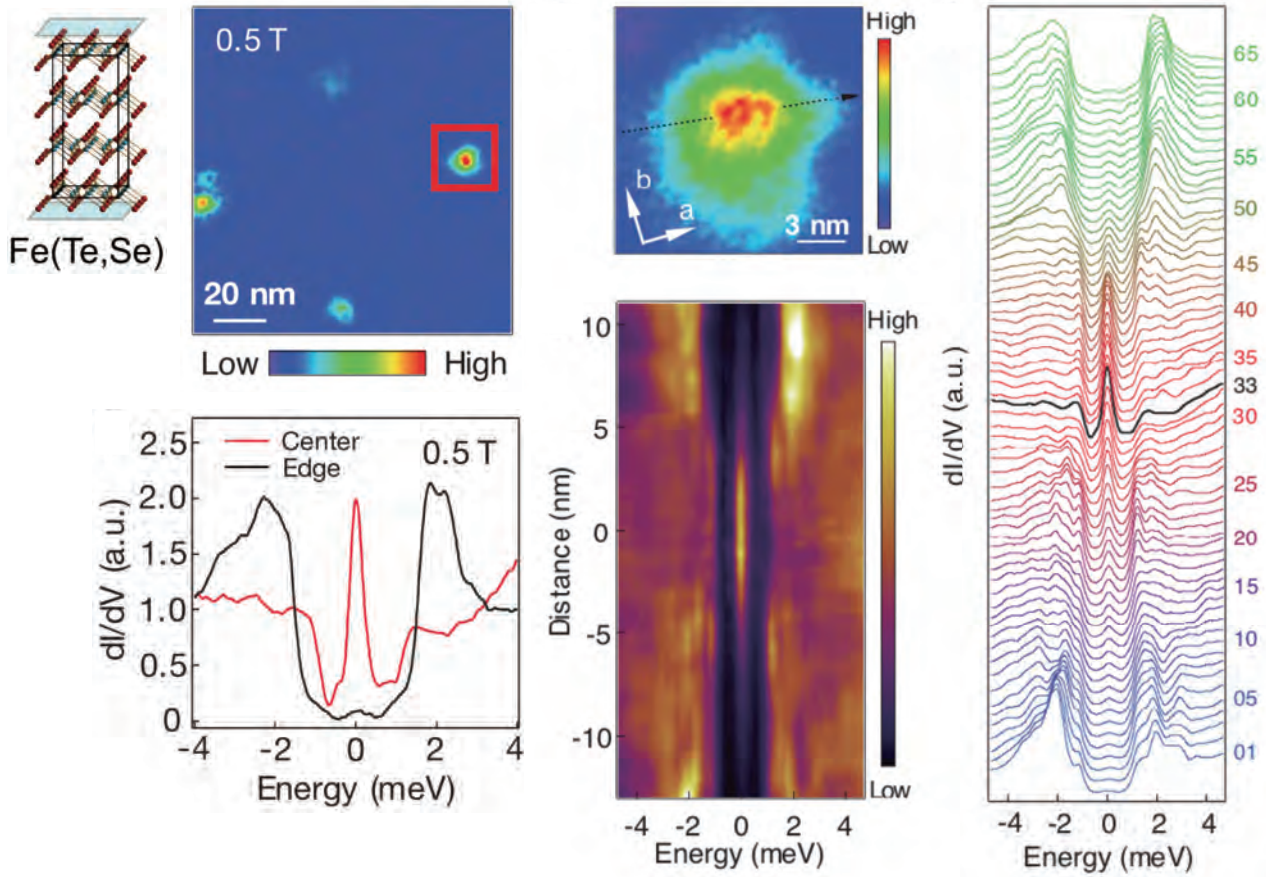 Fe(Te,Se)
0.5 T
20 nm
Low High
High
b
a
3 nm
Low
dI/dV (a.u.)
2.5
2.0
1.5
1.0
0.5
0
Center
Edge
0.5 T
-4 -2 0 2 4
Energy (meV)
Distance (nm)
10
5
0
-5
-10
High
Low
-4 -2 0 2 4
Energy (meV)
dI/dV (a.u.)
65
60
55
50
45
40
35
33
30
25
20
15
10
05
01
-4 -2 0 2 4
Energy (meV)